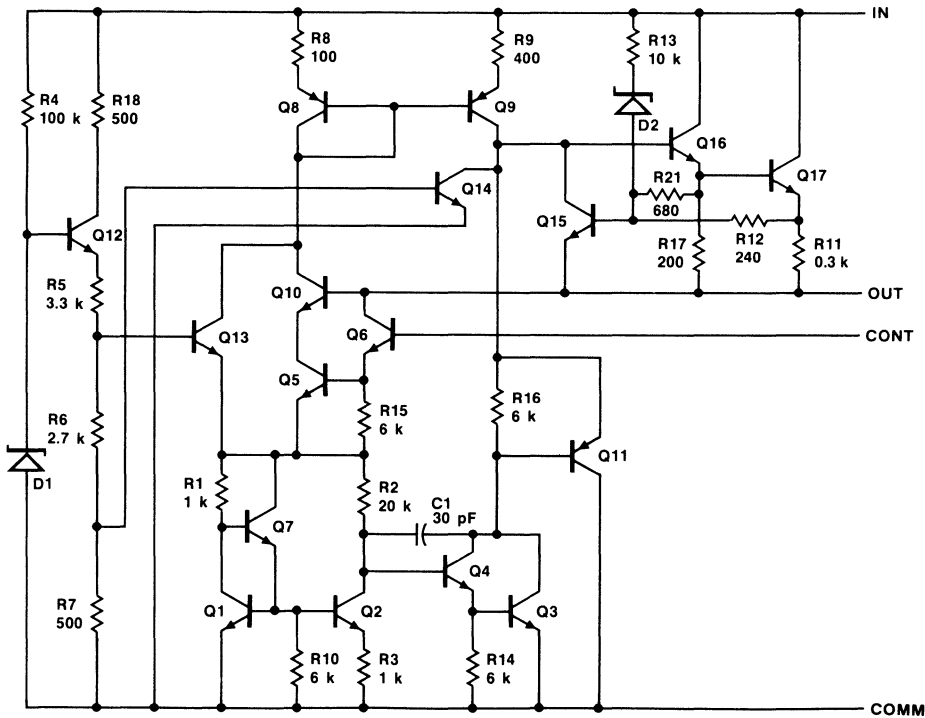 IN
R8
100
R9
400
R13
10 k
R4
100 k
R18
500
Q8
Q9
D2
Q16
Q14
R21
680
Q17
Q12
Q15
R17
200
R12
240
R11
0.3 k
R5
3.3 k
Q10
OUT
Q13
Q6
CONT
Q5
R6
2.7 k
R15
6 k
R16
6 k
Q11
D1
R1
1 k
R2
20 k
C1
30 pF
Q7
Q4
R7
500
Q1
Q2
Q3
R10
6 k
R3
1 k
R14
6 k
COMM